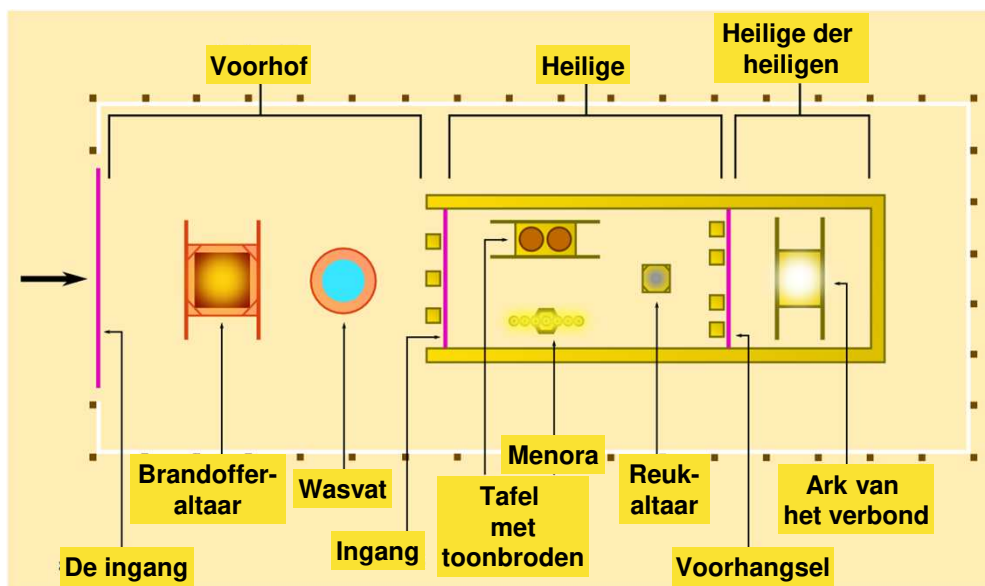 Voorhof
Heilige
Heilige der
heiligen
Brandoffer-
altaar
Wasvat
Menora
Tafel
met
toonbroden
Reuk-
altaar
Ark van
het verbond
De ingang
Ingang
Voorhangsel